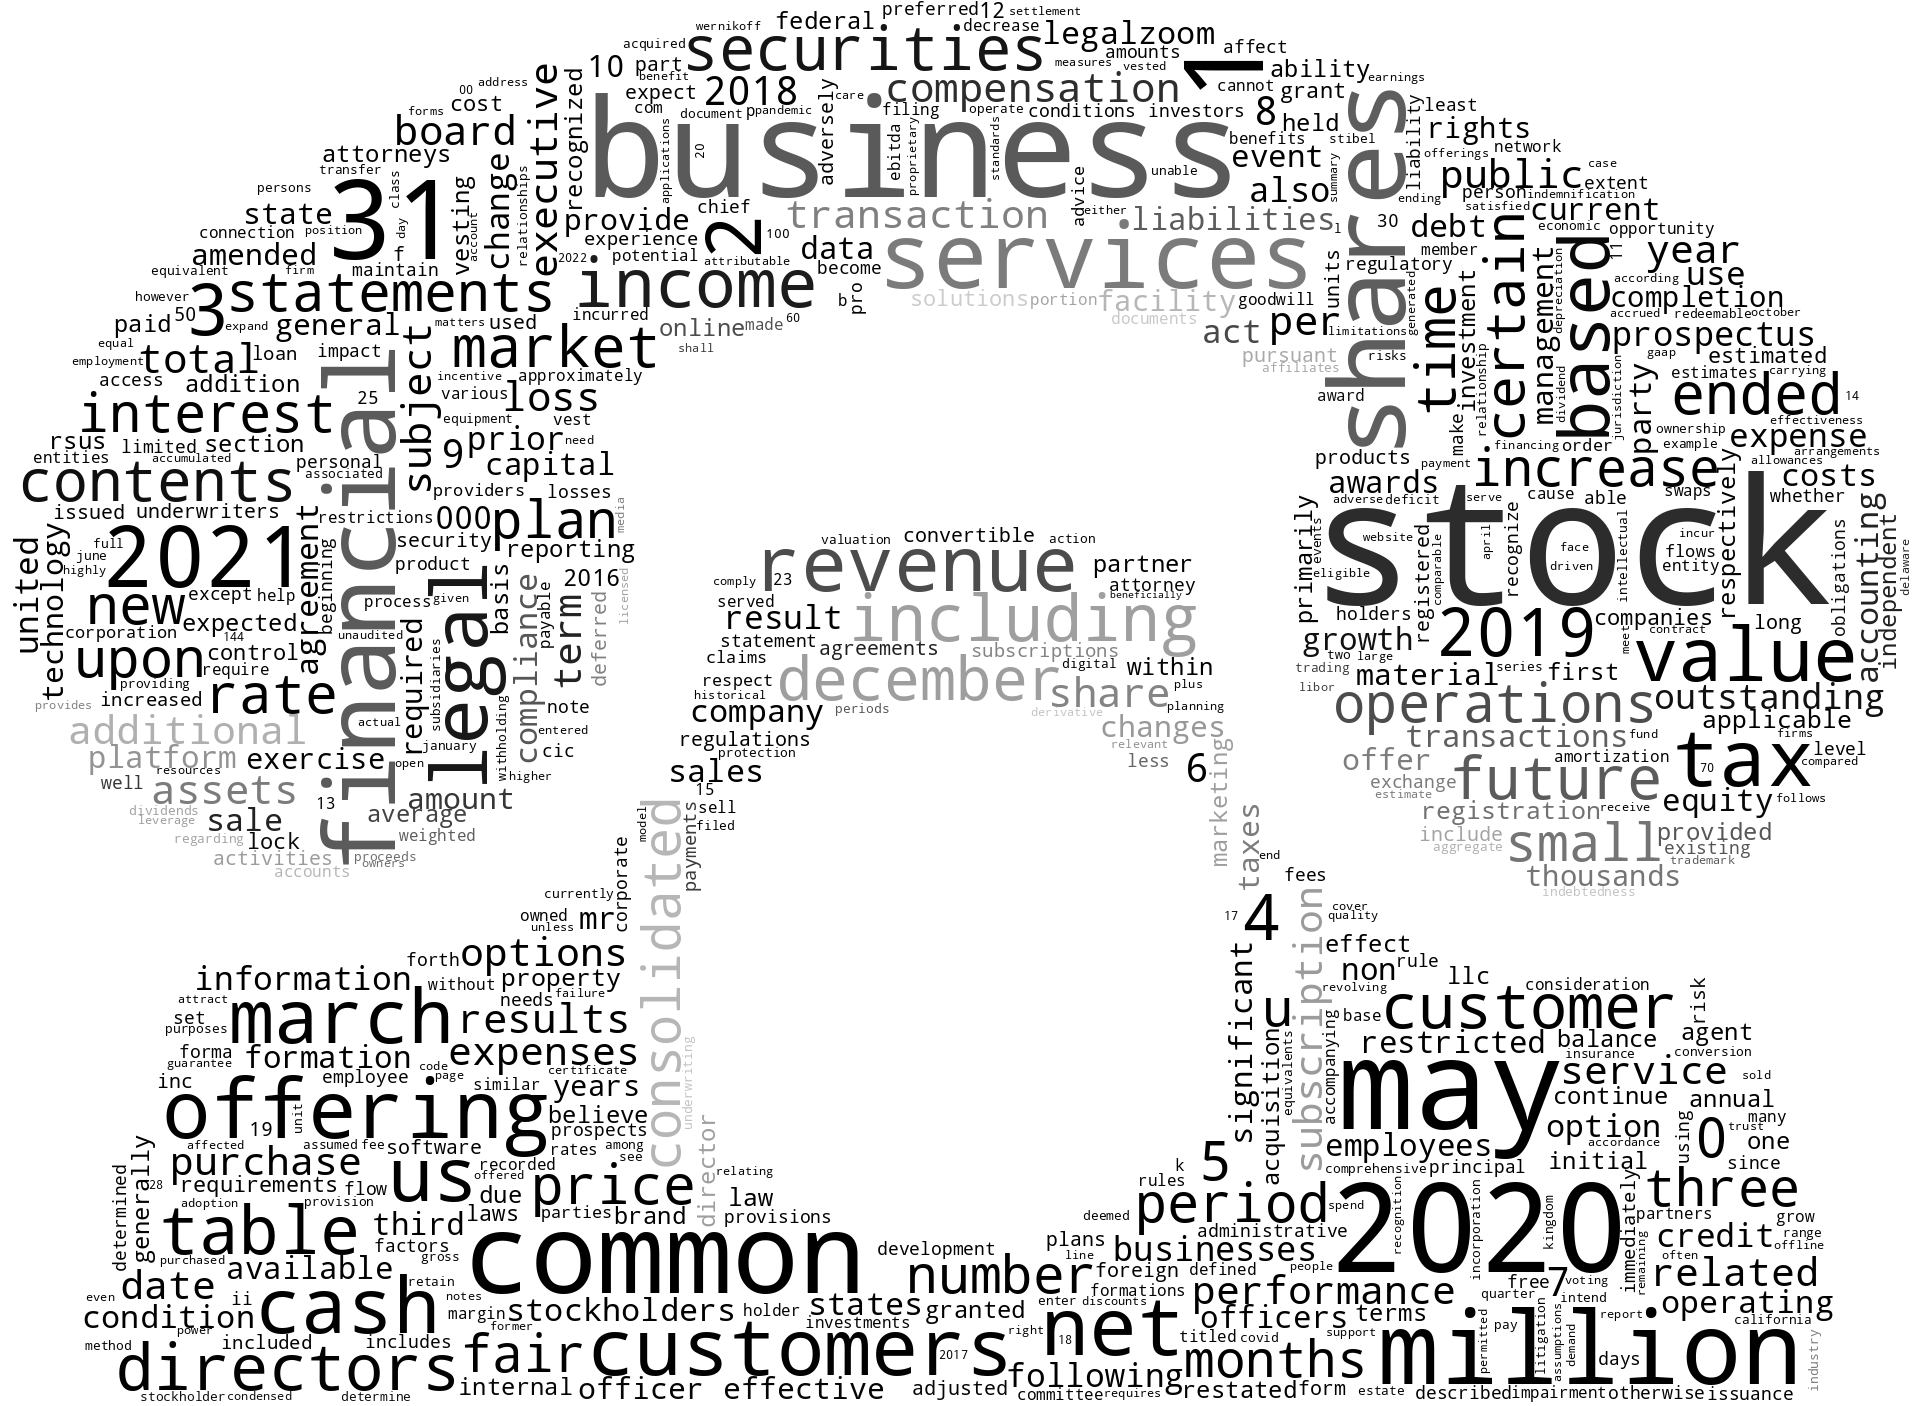 wernikoff federal preferred 12 settlement
acquired securities decrease legalzoom
10 part measures amounts affect
00 address benefit 2018 compensation vested 1 ability earnings
forms cost expect care cannot grant
board executive recognized com document p pandemic adversely filing operate conditions investors 8 held shares liability least
attorneys business benefits stibel rights
transfer change applications 20 ebitda proprietary standards unable event offerings network
persons 31 class vesting relationships advice also summary public case
state day account provide chief transaction either liabilities ending person indemnification extent
connection position f experience 2 100 data services 1 30 satisfied debt certain current
amended potential attributable become units member based economic opportunity
equivalent firm maintain 2022 income regulatory 11 year
however 3 statements b pro solutions portion facility goodwill investment management according use
paid 50 expand general matters used incurred online made 60 documents act per limitations generated time depreciation completion
equal subject market shall accrued redeemable october
employment total loan impact pursuant risks relationship prospectus
access addition incentive approximately affiliates gaap estimated
interest 25 various loss award make dividend jurisdiction party estimates carrying ended 14
rsus equipment vest effectiveness
entities limited section prior need financing order ownership expense
accumulated personal 9 capital products payment increase example arrangements
contents associated awards allowances costs
issued underwriters restrictions 000 providers losses media adverse deficit serve cause able swaps whether
technology 2021 agreement security plan events stock respectively accounting
united full june highly financial product reporting valuation convertible action primarily website registered comparable april recognize face driven intellectual incur flows entity obligations independent delaware
new except help beginning process given basis compliance 2016 revenue partner eligible
corporation expected 144 unaudited legal payable term deferred licensed comply 23 attorney holders 2019 companies contract long
upon control required served including beneficially growth meet
providing require subsidiaries result subscriptions two large value
provides increased rate statement agreements digital within trading material series first
additional actual claims december share plus libor operations outstanding
platform exercise open january withholding note respect planning applicable
well resources entered historical company periods derivative changes transactions fund firms
assets 13 higher cic regulations relevant offer amortization tax level
dividends amount protection less exchange future 70 compared
leverage sale average sales 6 marketing estimate equity follows
regarding lock weighted 15 sell registration receive
activities proceeds model filed include small provided
accounts owners payments taxes aggregate existing
consolidated end trademark
currently corporate fees thousands
owned mr 17 4 cover indebtedness
unless quality
forth options subscription effect
information property significant non rule llc
attract without needs failure revolving consideration risk
set march results u base customer agent
purposes accompanying
forma formation expenses equivalents restricted balance conversion
guarantee code certificate underwriting acquisition insurance
inc employee page similar years may service sold
offering unit believe continue annual
19 prospects option using many
affected assumed fee software rates among see employees 0 trust one
generally purchase us recorded director 5 accordance
determined 28 requirements flow offered price relating k comprehensive principal initial since
adoption provision due law rules period spend 2020 immediately three
table third laws parties brand provisions deemed recognition incorporation kingdom partners grow
factors common administrative credit range
purchased gross development plans businesses often offline
date available retain number line foreign defined people remaining related
even ii cash notes formations performance free 7 voting
condition margin stockholders holder states granted enter discounts quarter intend operating
power former investments right officers terms report california
method included includes net 18 titled covid support permitted pay litigation assumptions demand million industry
directors fair customers 2017 months days
internal officer effective adjusted following
stockholder condensed determine committee requires restated form estate described impairment otherwise issuance